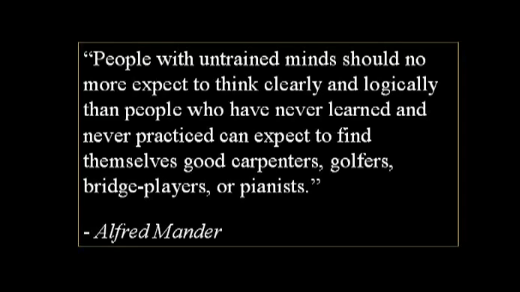 “People with untrained minds should no
more expect to think clearly and logically
than people who have never learned and
never practiced can expect to find
themselves good carpenters, golfers,
bridge-players, or pianists.”
- Alfred Mander